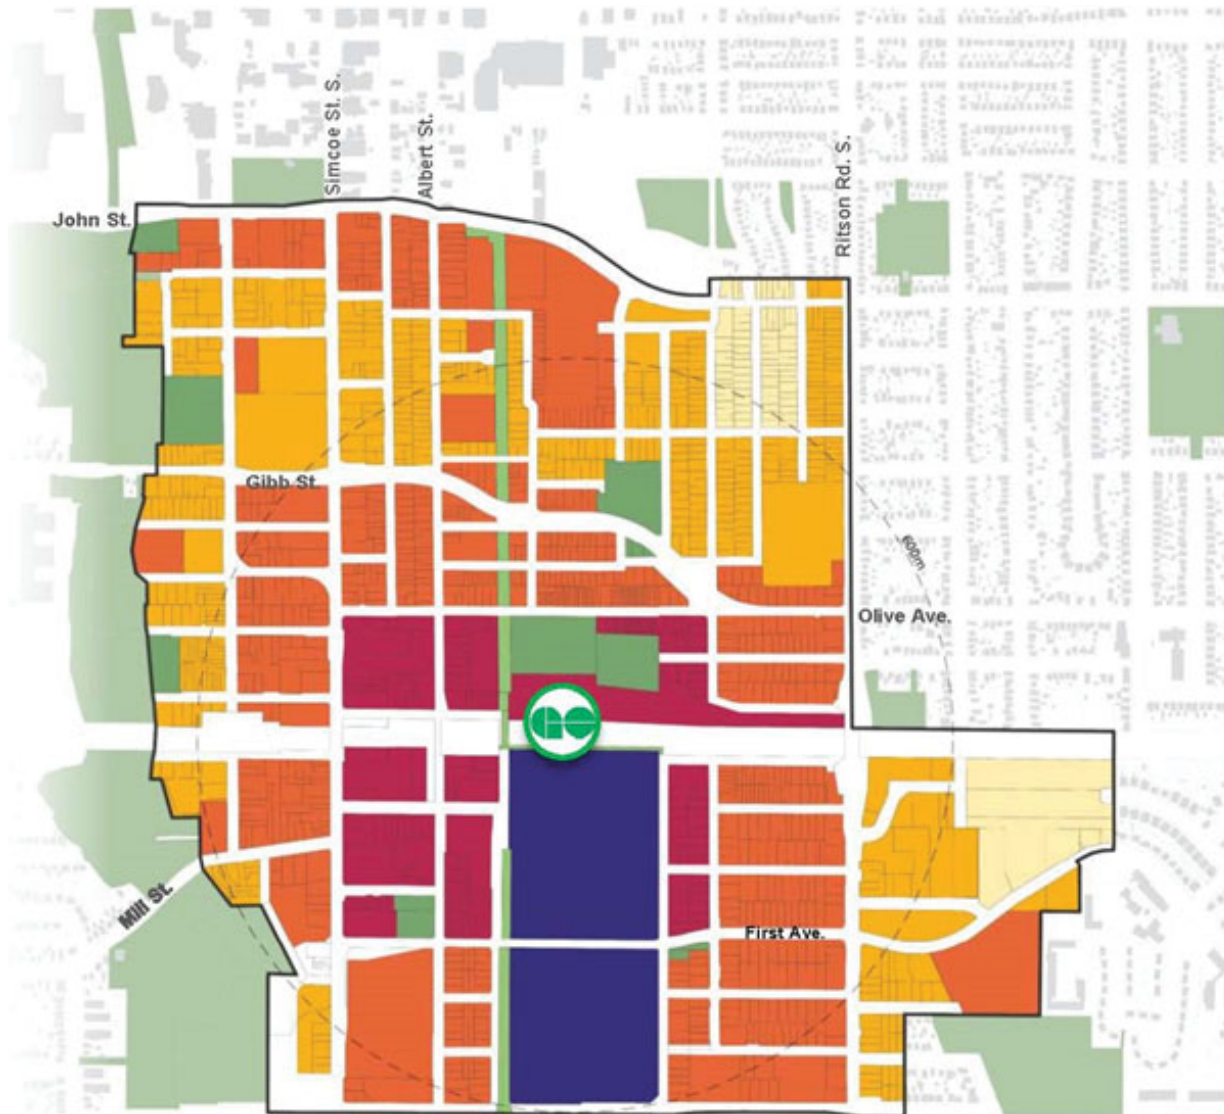 Simcoe St. S.
Albert St.
Ritson Rd. S.
John St.
Gibb St.
600m
Olive Ave.
GO
Mill St.
First Ave.